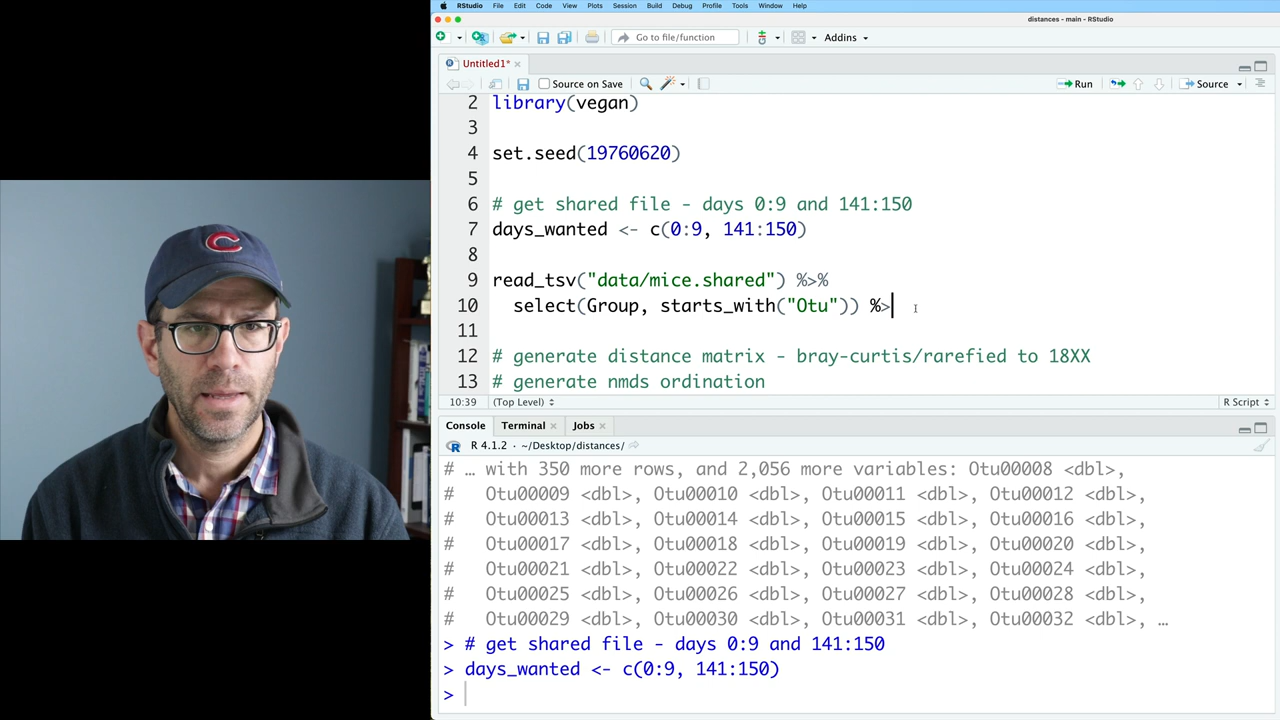 RStudio File Edit Code View Plots Session Build Debug Profile Tools Window Help
distances - main - RStudio
Go to file/function Addins
Untitled1*
Source on Save Run Source
2 library(vegan)
3
4 set.seed(19760620)
5
6 # get shared file - days 0:9 and 141:150
7 days_wanted <- c(0:9, 141:150)
8
9 read_tsv("data/mice.shared") %>%
10 select(Group, starts_with("Otu")) %>
11
12 # generate distance matrix - bray-curtis/rarefied to 18XX
13 # generate nmds ordination
10:39 (Top Level) R Script
Console Terminal Jobs
R 4.1.2 · ~/Desktop/distances/
# … with 350 more rows, and 2,056 more variables: Otu00008 <dbl>,
# Otu00009 <dbl>, Otu00010 <dbl>, Otu00011 <dbl>, Otu00012 <dbl>,
# Otu00013 <dbl>, Otu00014 <dbl>, Otu00015 <dbl>, Otu00016 <dbl>,
# Otu00017 <dbl>, Otu00018 <dbl>, Otu00019 <dbl>, Otu00020 <dbl>,
# Otu00021 <dbl>, Otu00022 <dbl>, Otu00023 <dbl>, Otu00024 <dbl>,
# Otu00025 <dbl>, Otu00026 <dbl>, Otu00027 <dbl>, Otu00028 <dbl>,
# Otu00029 <dbl>, Otu00030 <dbl>, Otu00031 <dbl>, Otu00032 <dbl>, …
> # get shared file - days 0:9 and 141:150
> days_wanted <- c(0:9, 141:150)
>
C